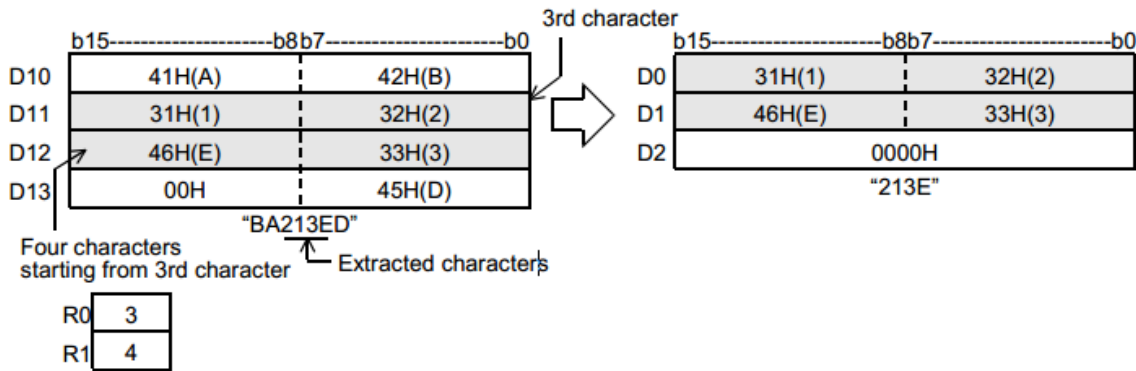 3rd character
b15--------------------b8b7----------------------b0
b15-------------------------b8b7-------------------------b0
D10 41H(A) 42H(B)
D11 31H(1) 32H(2)
D12 46H(E) 33H(3)
D13 00H 45H(D)
"BA213ED"
D0 31H(1) 32H(2)
D1 46H(E) 33H(3)
D2 0000H
"213E"
Four characters
starting from 3rd character
Extracted characters
R0 3
R1 4